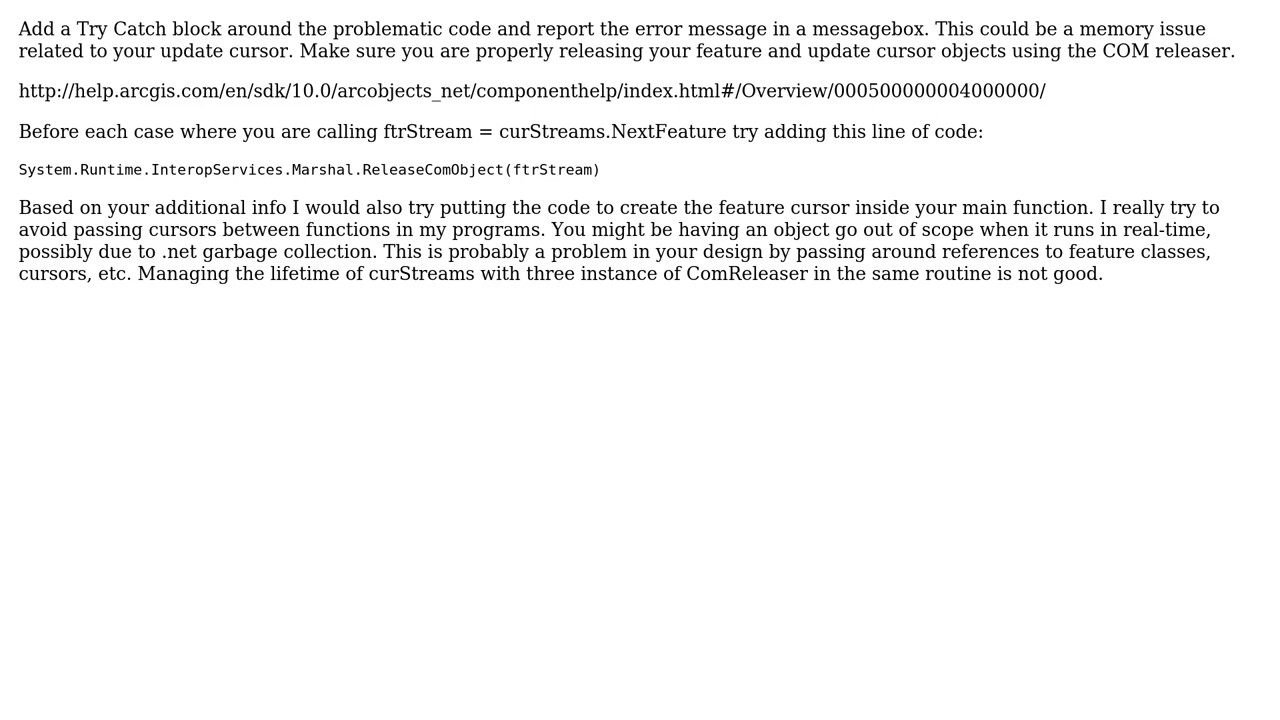 Add a Try Catch block around the problematic code and report the error message in a messagebox. This could be a memory issue
related to your update cursor. Make sure you are properly releasing your feature and update cursor objects using the COM releaser.
http://help.arcgis.com/en/sdk/10.0/arcobjects_net/componenthelp/index.html#/Overview/000500000004000000/
Before each case where you are calling ftrStream = curStreams.NextFeature try adding this line of code:
System.Runtime.InteropServices.Marshal.ReleaseComObject(ftrStream)
Based on your additional info I would also try putting the code to create the feature cursor inside your main function. I really try to
avoid passing cursors between functions in my programs. You might be having an object go out of scope when it runs in real-time,
possibly due to .net garbage collection. This is probably a problem in your design by passing around references to feature classes,
cursors, etc. Managing the lifetime of curStreams with three instance of ComReleaser in the same routine is not good.